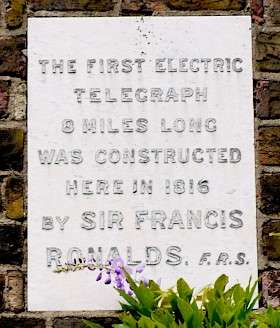 THE FIRST ELECTRIC
TELEGRAPH
8 MILES LONG
WAS CONSTRUCTED
HERE IN 1816
BY SIR FRANCIS
RONALDS. F.R.S.